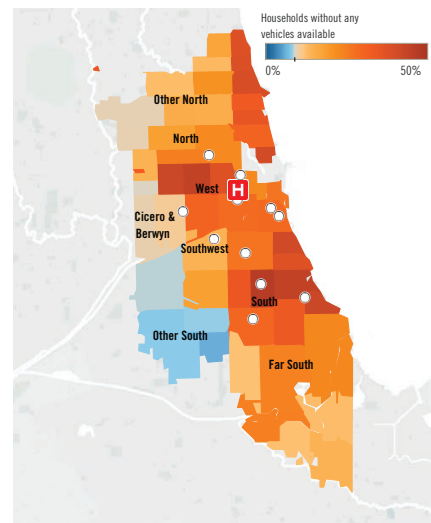 Households without any
vehicles available
0%
50%
Other North
North
West
H
Cicero &
Berwyn
Southwest
South
Other South
Far South